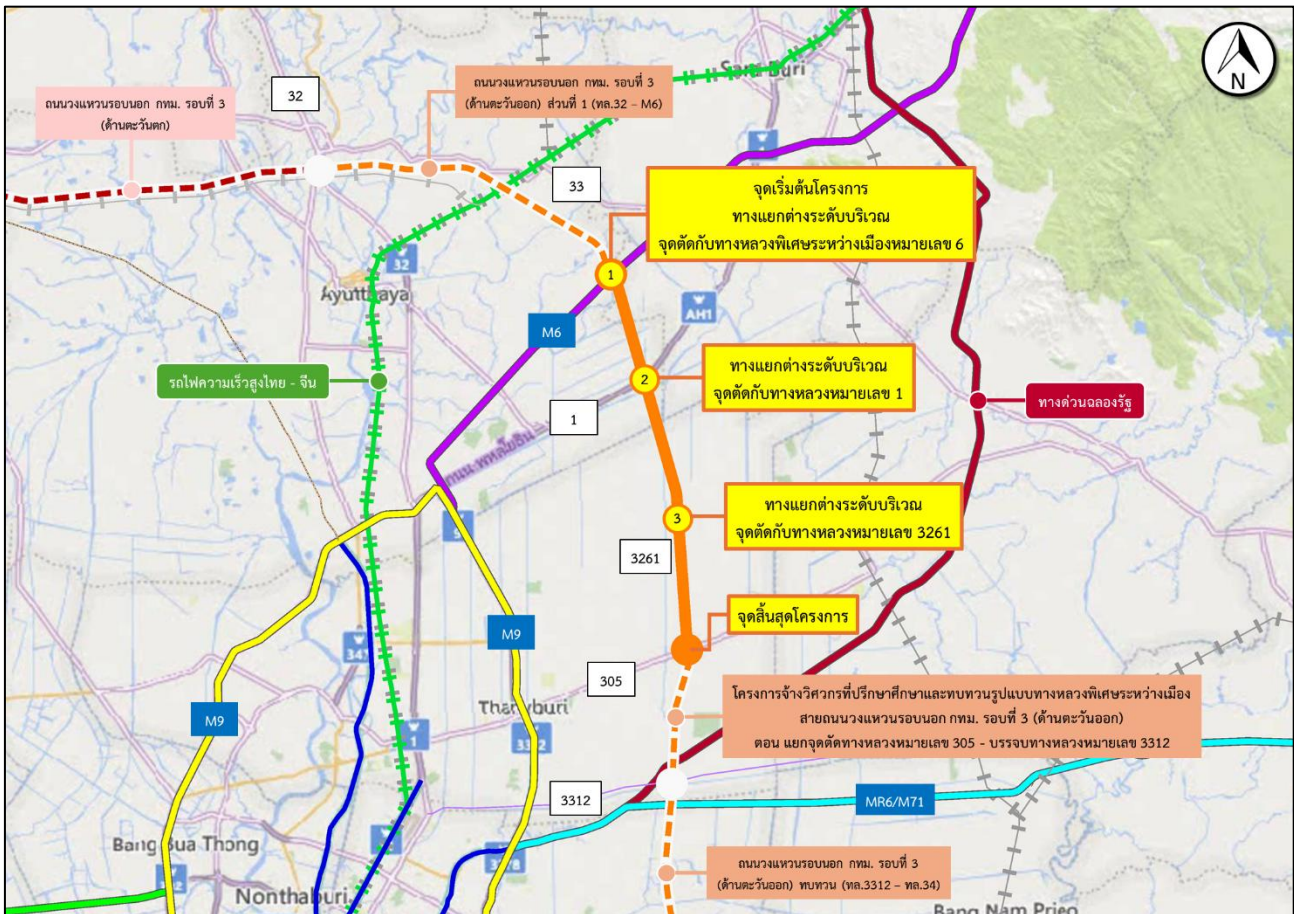 Sara Buri
N
ถนนวงแหวนรอบนอก กทม. รอบที่ 3
(ด้านตะวันตก)
32
ถนนวงแหวนรอบนอก กทม. รอบที่ 3
(ด้านตะวันออก) ส่วนที่ 1 (ทล.32 – M6)
33
จุดเริ่มต้นโครงการ
ทางแยกต่างระดับบริเวณ
จุดตัดกับทางหลวงพิเศษระหว่างเมืองหมายเลข 6
1
32
Ayutthaya
AH1
M6
รถไฟความเร็วสูงไทย - จีน
2
ทางแยกต่างระดับบริเวณ
จุดตัดกับทางหลวงหมายเลข 1
ทางด่วนฉลองรัฐ
1
ถนน-พหลโยธิน
3
ทางแยกต่างระดับบริเวณ
จุดตัดกับทางหลวงหมายเลข 3261
3261
จุดสิ้นสุดโครงการ
M9
305
M9
Thanyburi
1
โครงการจ้างวิศวกรที่ปรึกษาศึกษาและทบทวนรูปแบบทางหลวงพิเศษระหว่างเมือง
สายถนนวงแหวนรอบนอก กทม. รอบที่ 3 (ด้านตะวันออก)
ตอน แยกจุดตัดทางหลวงหมายเลข 305 - บรรจบทางหลวงหมายเลข 3312
3312
MR6/M71
Bang Bua Thong
Nonthaburi
ถนนวงแหวนรอบนอก กทม. รอบที่ 3
(ด้านตะวันออก) ทบทวน (ทล.3312 – ทล.34)
Bang Nam Prieo